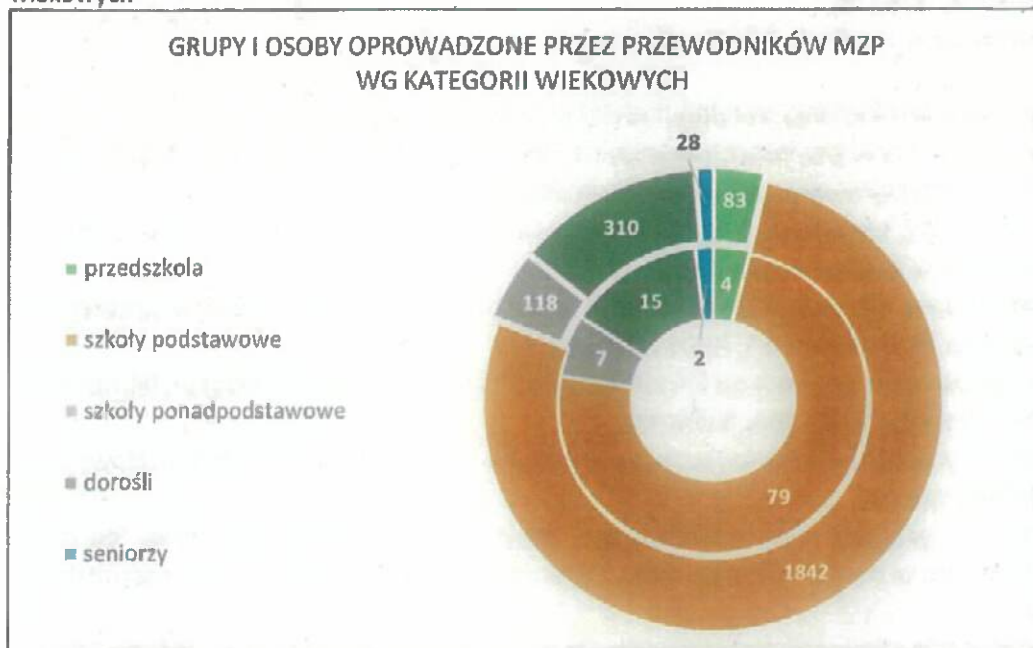 GRUPY I OSOBY OPROWADZONE PRZEZ PRZEWODNIKÓW MZP
WG KATEGORII WIEKOWYCH
28
83
310
przedszkola
4
118
15
szkoły podstawowe
7
2
szkoły ponadpodstawowe
dorośli
79
seniorzy
1842